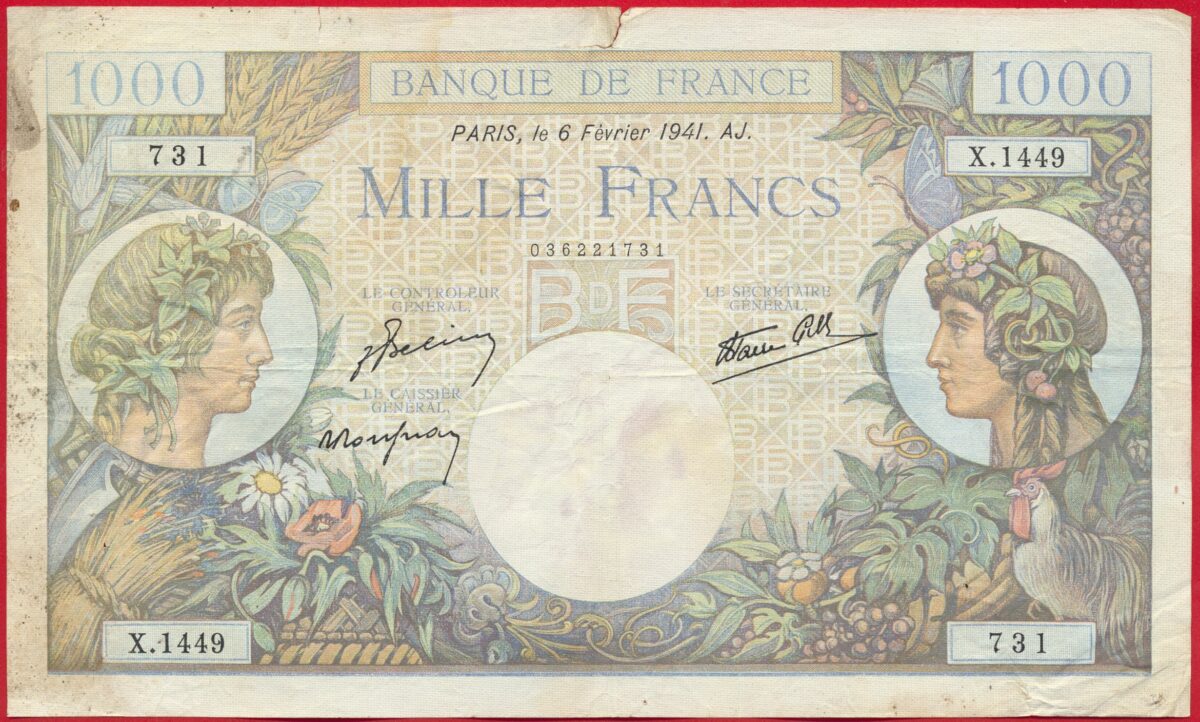 1000
BANQUE DE FRANCE
1000
PARIS, le 6 Février 1941. AJ.
731
X.1449
MILLE FRANCS
036221731
BDF
LE CONTROLEUR
GÉNÉRAL,
LE SECRÉTAIRE
GÉNÉRAL,
LE CAISSIER
GÉNÉRAL,
X.1449
731